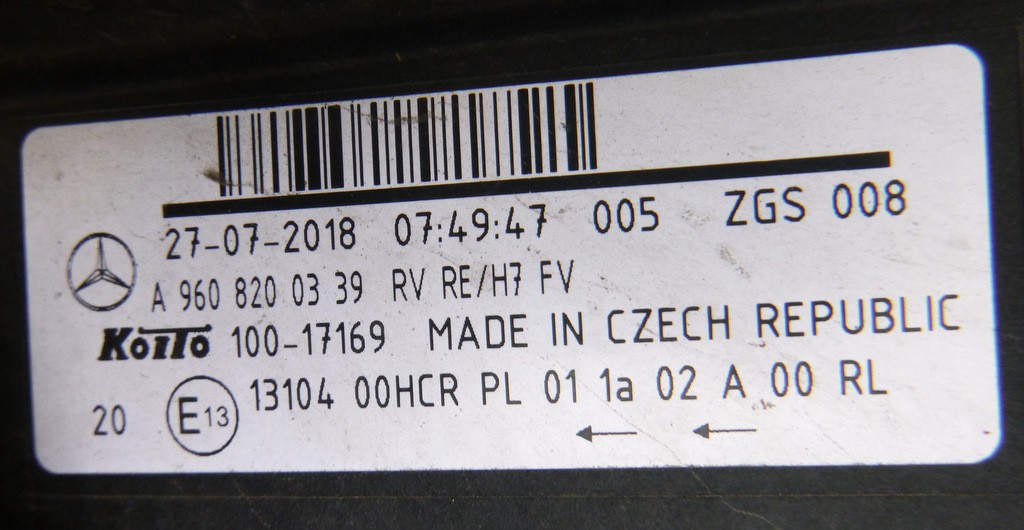 27-07-2018 07:49:47 005 ZGS 008
A 960 820 03 39 RV RE/H7 FV
KOITO 100-17169 MADE IN CZECH REPUBLIC
20 E13 13104 00HCR PL 01 1a 02 A 00 RL